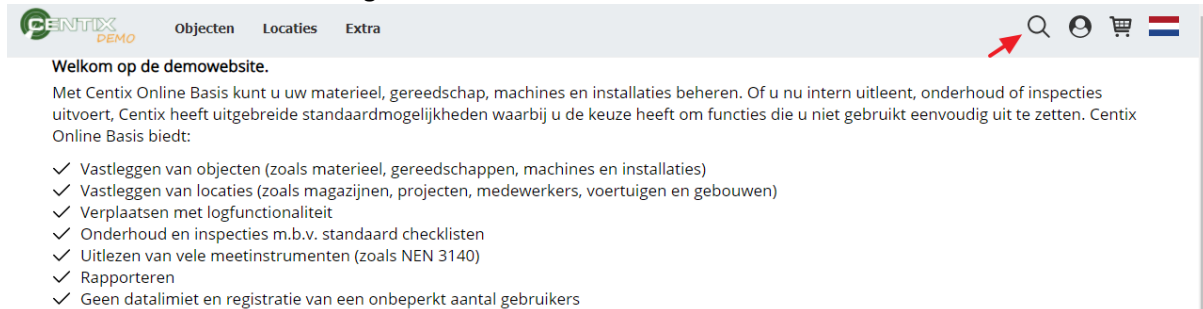 CENTIX
DEMO
Objecten Locaties Extra
Welkom op de demowebsite.
Met Centix Online Basis kunt u uw materieel, gereedschap, machines en installaties beheren. Of u nu intern uitleent, onderhoud of inspecties
uitvoert, Centix heeft uitgebreide standaardmogelijkheden waarbij u de keuze heeft om functies die u niet gebruikt eenvoudig uit te zetten. Centix
Online Basis biedt:
✓ Vastleggen van objecten (zoals materieel, gereedschappen, machines en installaties)
✓ Vastleggen van locaties (zoals magazijnen, projecten, medewerkers, voertuigen en gebouwen)
✓ Verplaatsen met logfunctionaliteit
✓ Onderhoud en inspecties m.b.v. standaard checklisten
✓ Uitlezen van vele meetinstrumenten (zoals NEN 3140)
✓ Rapporteren
✓ Geen datalimiet en registratie van een onbeperkt aantal gebruikers